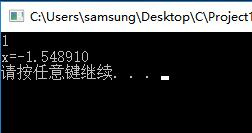 C:\Users\samsung\Desktop\C\Project1
1
x=-1.548910
请按任意键继续. . .